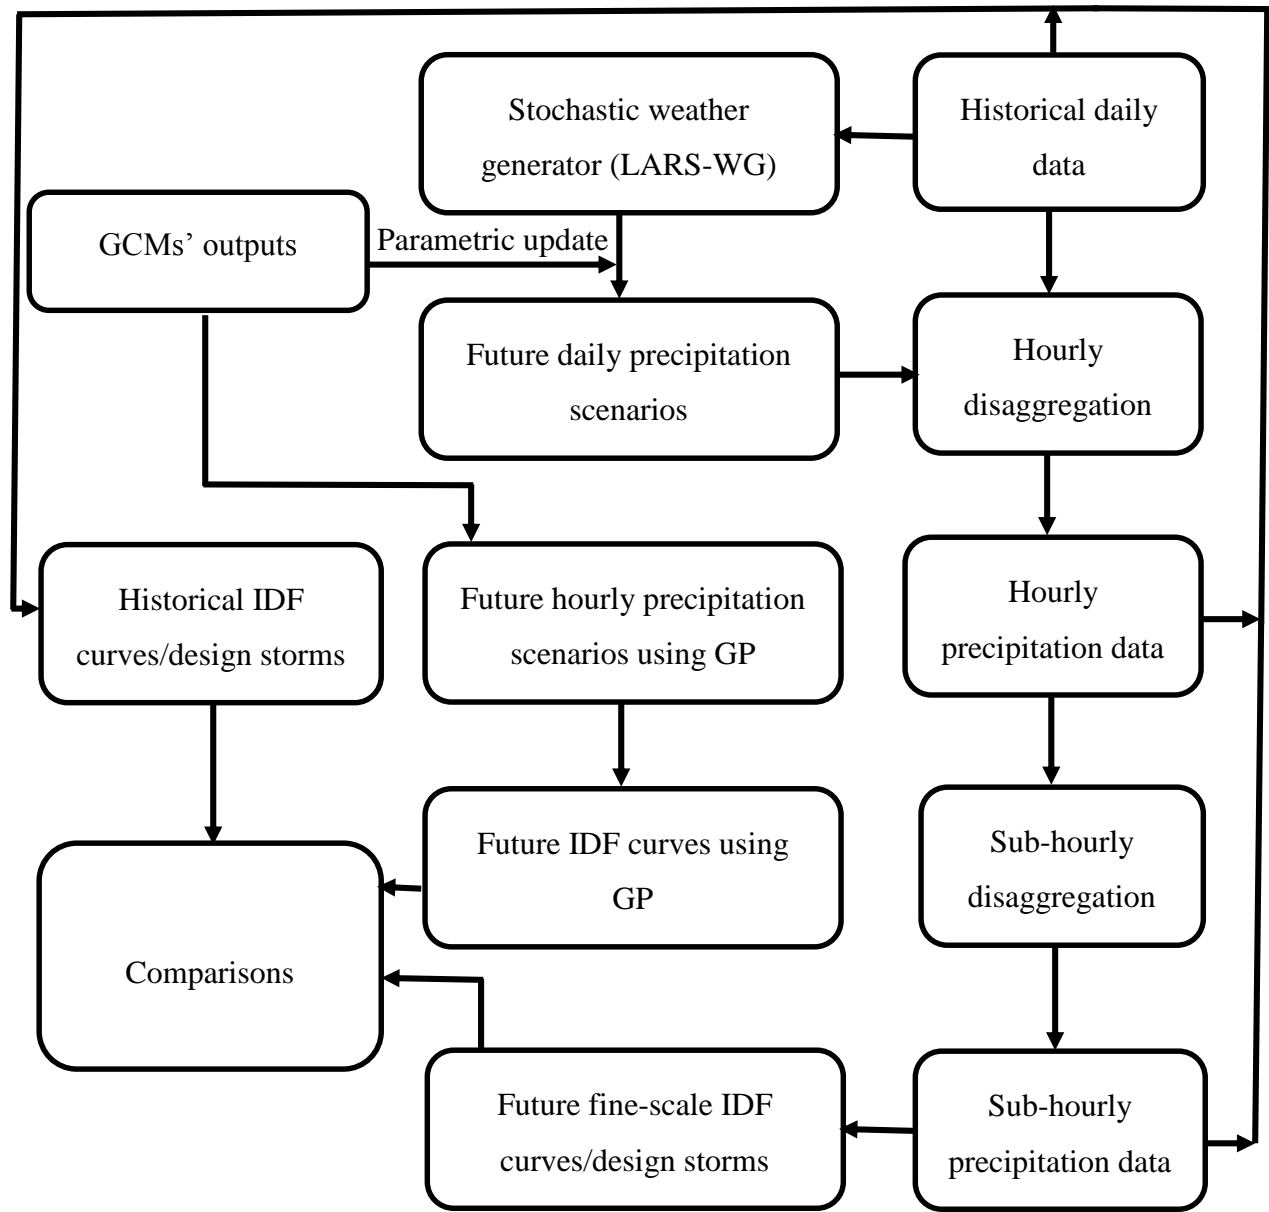 Stochastic weather
generator (LARS-WG)
Historical daily
data
GCMs’ outputs
Parametric update
Future daily precipitation
scenarios
Hourly
disaggregation
Historical IDF
curves/design storms
Future hourly precipitation
scenarios using GP
Hourly
precipitation data
Future IDF curves using
GP
Sub-hourly
disaggregation
Comparisons
Future fine-scale IDF
curves/design storms
Sub-hourly
precipitation data